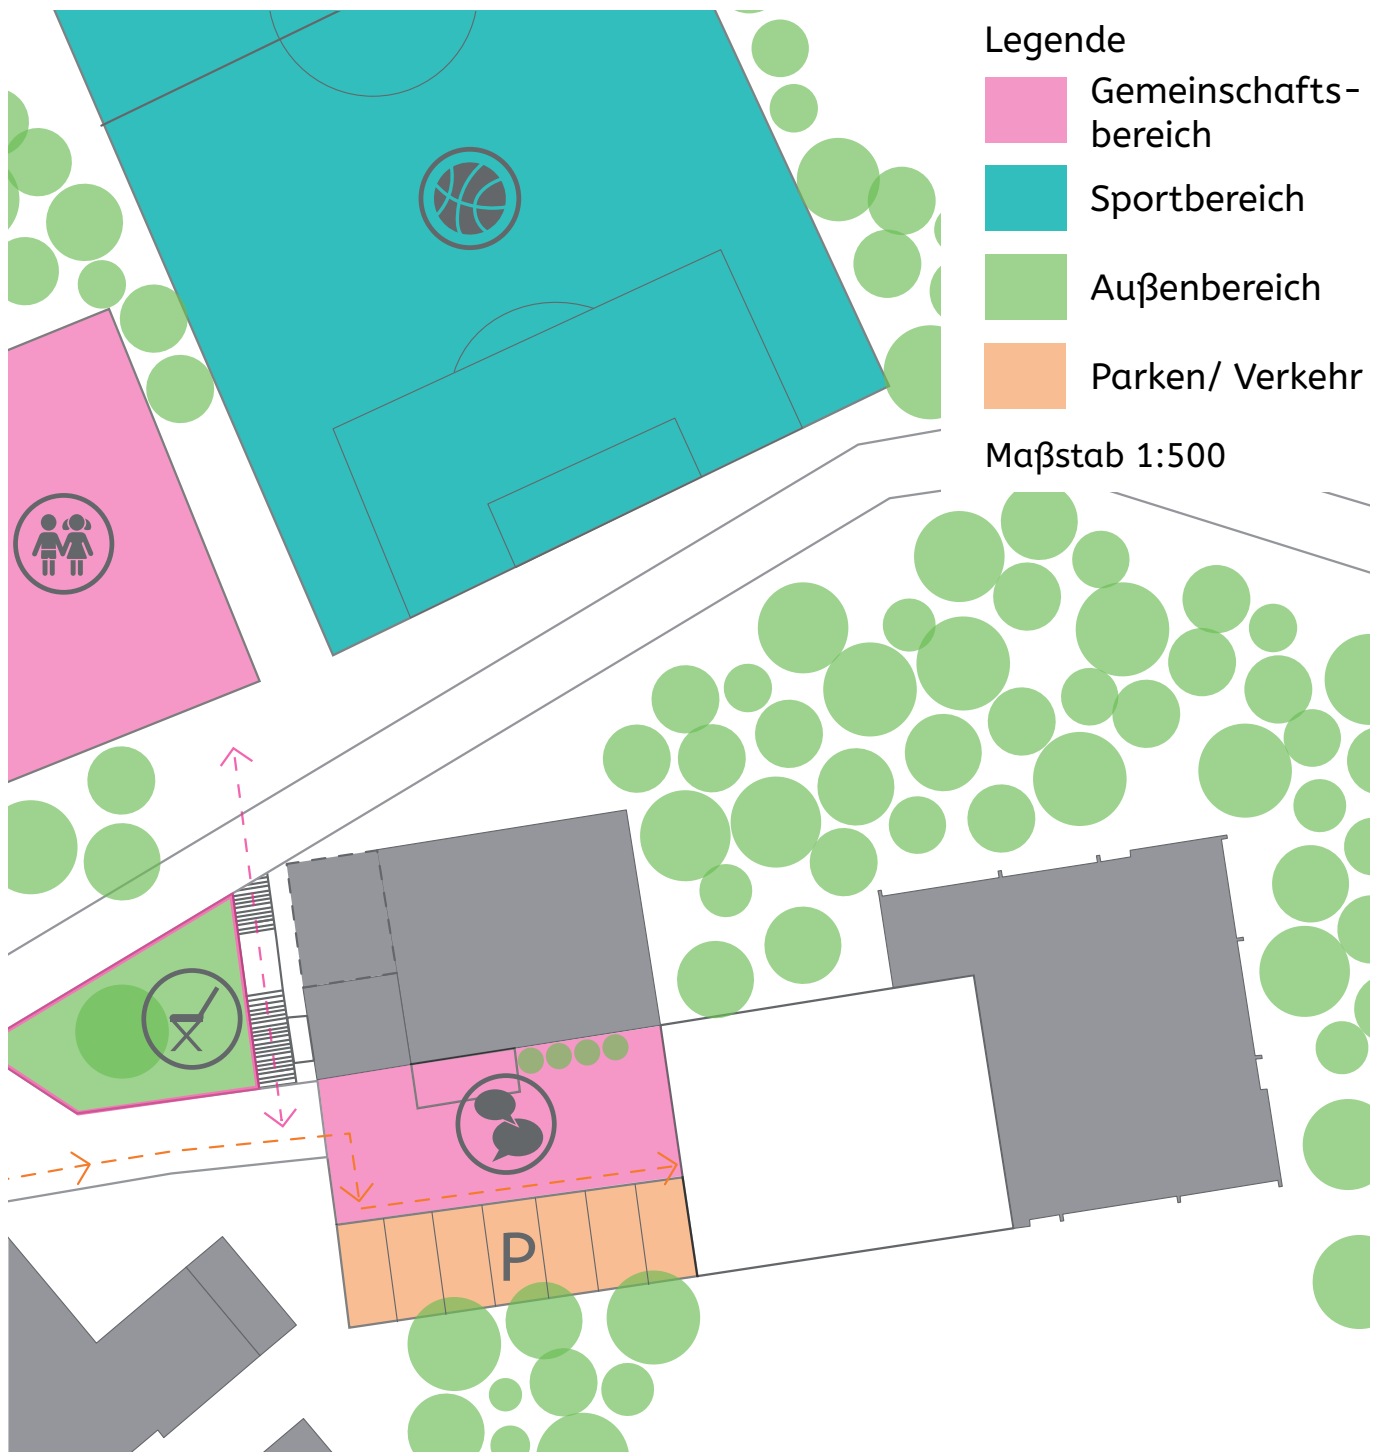 Legende
Gemeinschafts-
bereich
Sportbereich
Außenbereich
Parken/ Verkehr
Maßstab 1:500
P